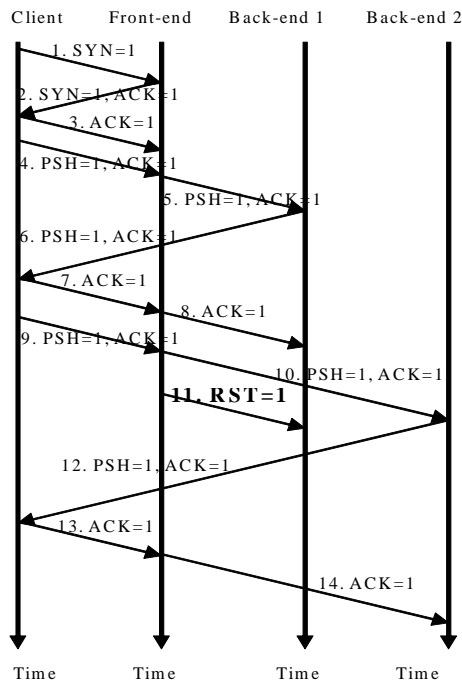 Client Front-end Back-end 1 Back-end 2
1. SYN=1
2. SYN=1, ACK=1
3. ACK=1
4. PSH=1, ACK=1
5. PSH=1, ACK=1
6. PSH=1, ACK=1
7. ACK=1
8. ACK=1
9. PSH=1, ACK=1
10. PSH=1, ACK=1
11. RST=1
12. PSH=1, ACK=1
13. ACK=1
14. ACK=1
Time Time Time Time